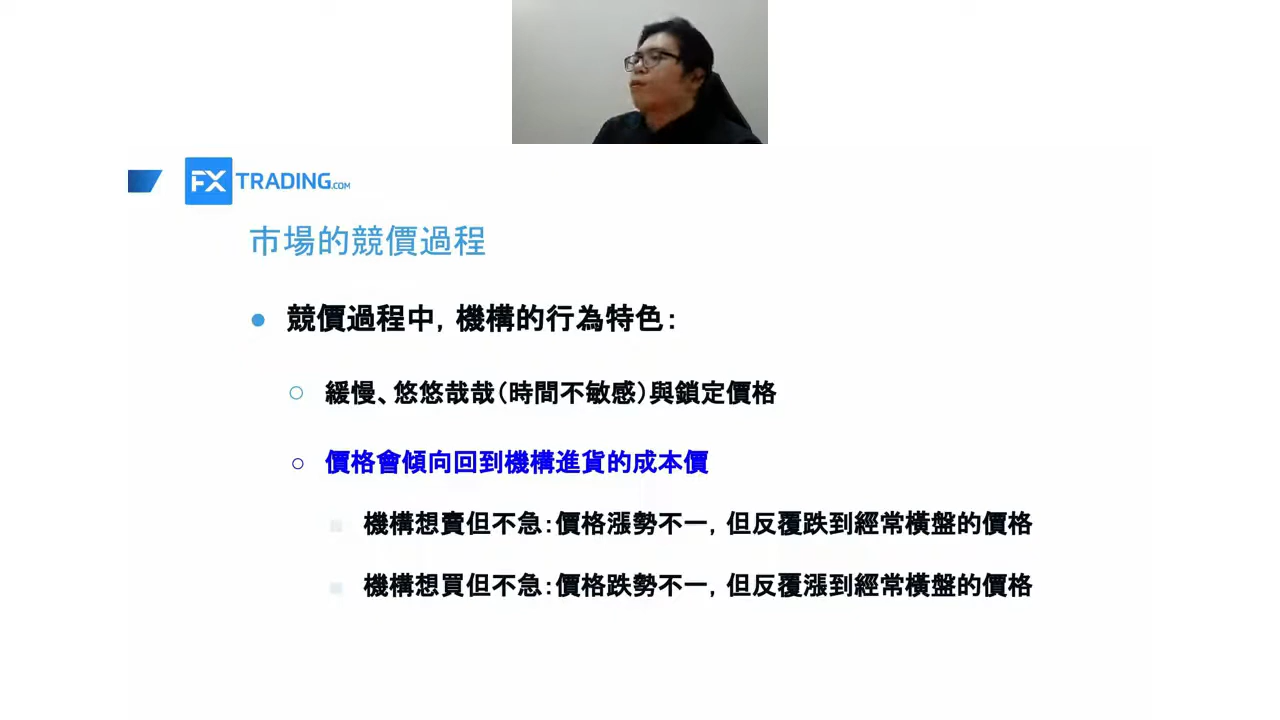 FX TRADING.COM
市場的競價過程
競價過程中，機構的行為特色：
緩慢、悠悠哉哉（時間不敏感）與鎖定價格
價格會傾向回到機構進貨的成本價
機構想賣但不急：價格漲勢不一，但反覆跌到經常橫盤的價格
機構想買但不急：價格跌勢不一，但反覆漲到經常橫盤的價格